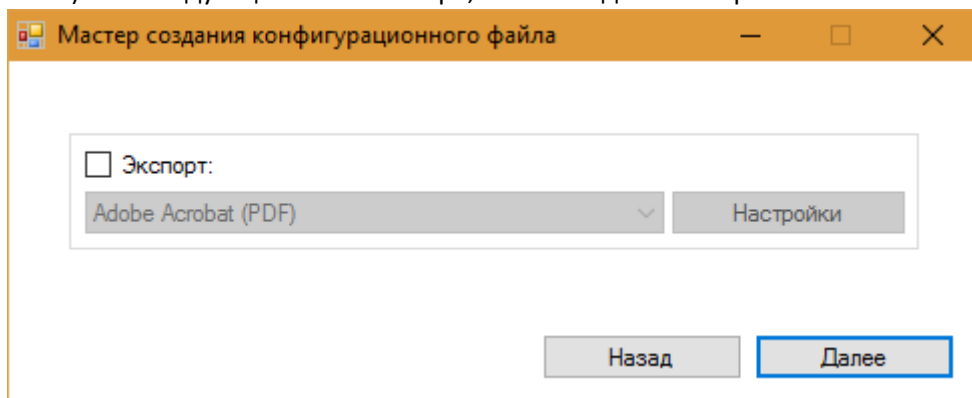 Мастер создания конфигурационного файла
Экспорт:
Adobe Acrobat (PDF)
Настройки
Назад
Далее